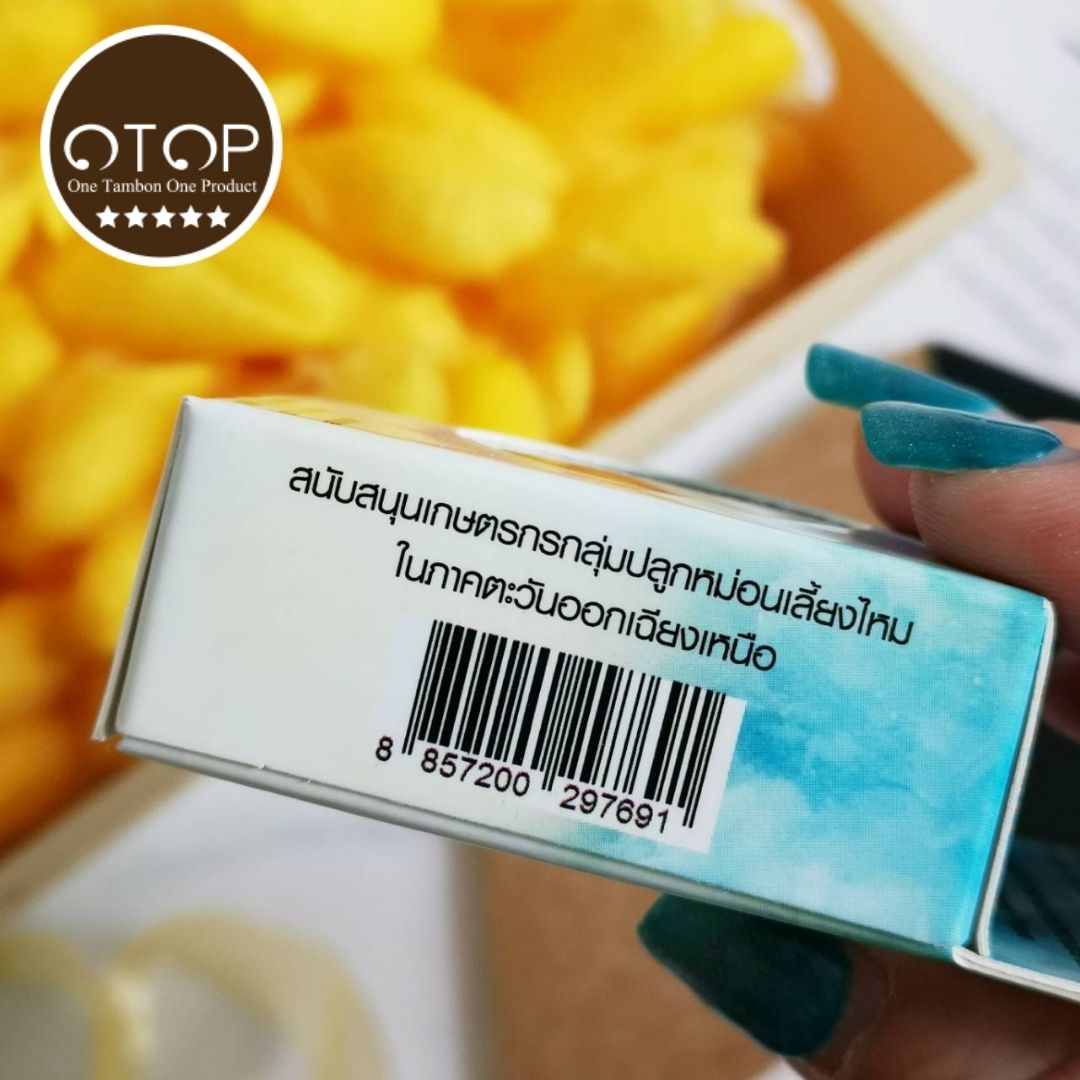 OTOP
One Tambon One Product
สนับสนุนเกษตรกรกลุ่มปลูกหม่อนเลี้ยงไหม
ในภาคตะวันออกเฉียงเหนือ
8 857200 297691